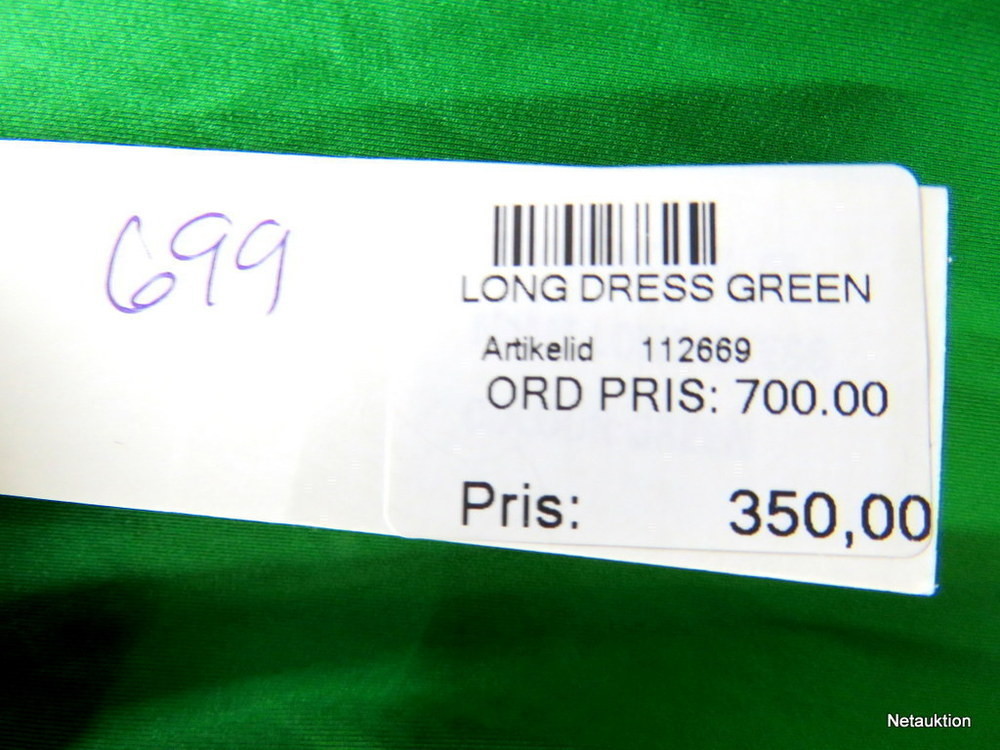 699
LONG DRESS GREEN
Artikelid 112669
ORD PRIS: 700.00
Pris: 350,00
Netauktion